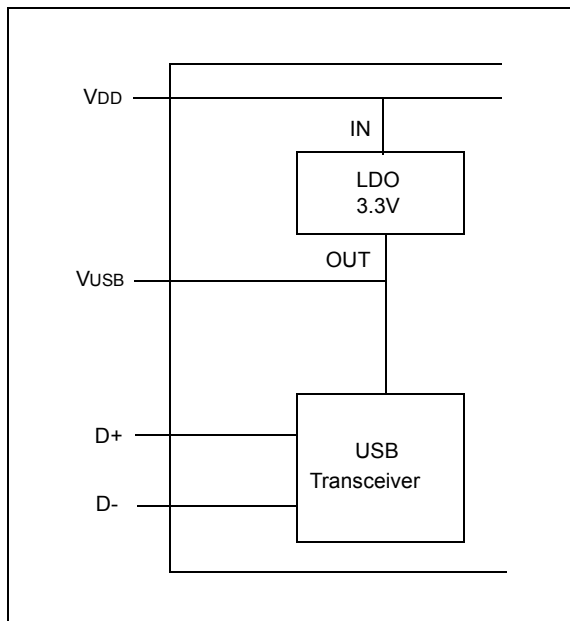 VDD
IN
LDO
3.3V
OUT
VUSB
D+
USB
Transceiver
D-